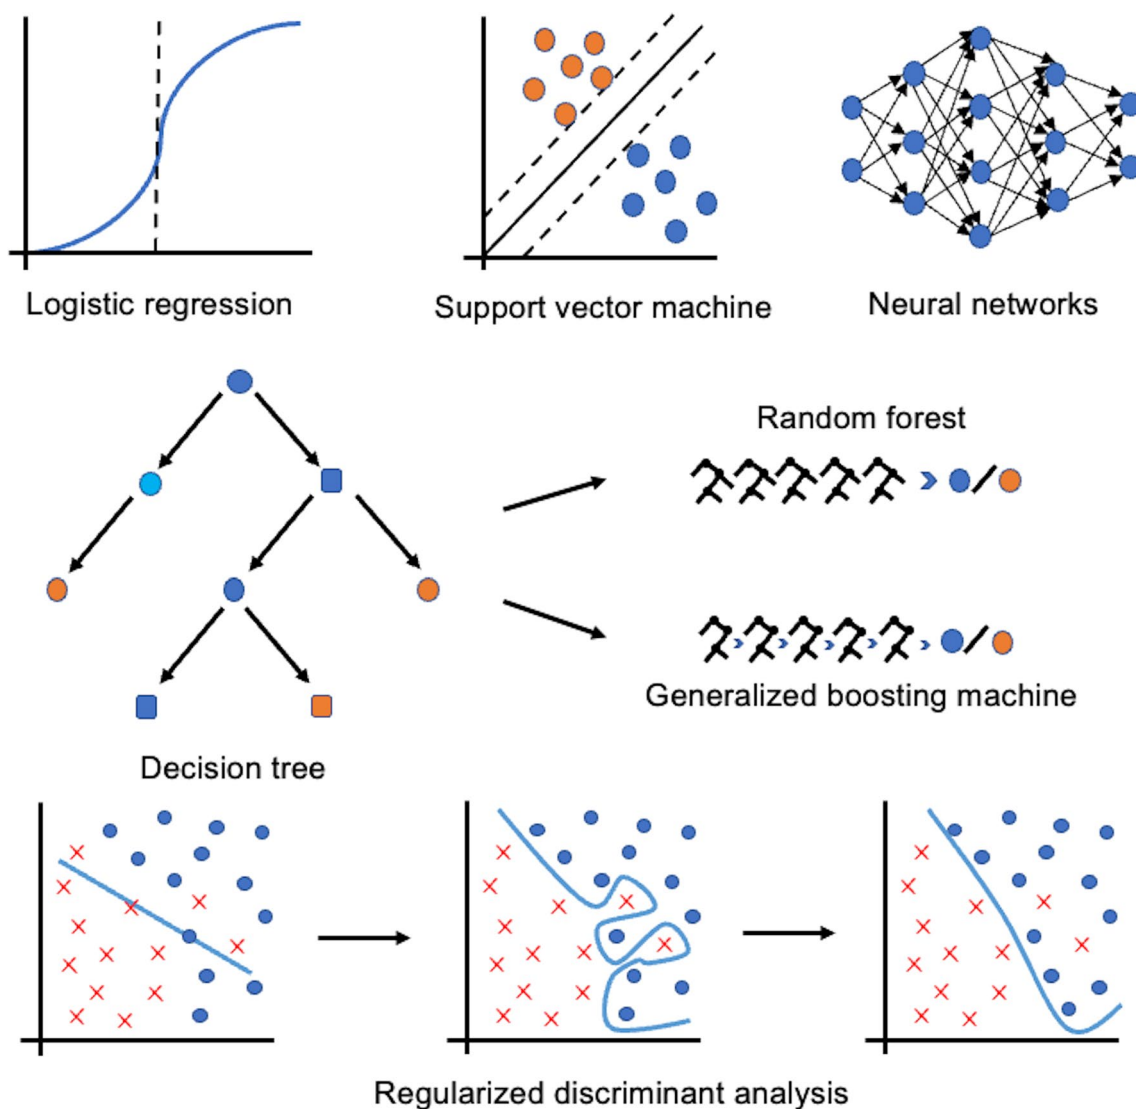 Logistic regression
Support vector machine
Neural networks
Random forest
Generalized boosting machine
Decision tree
Regularized discriminant analysis